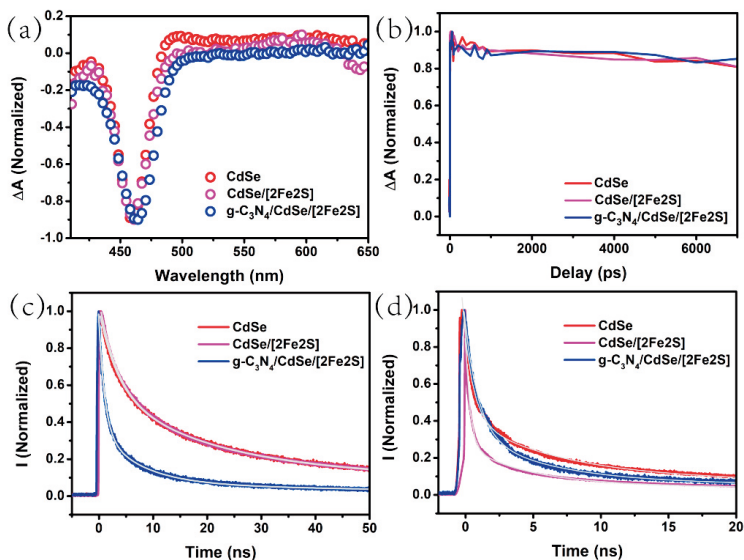 (a)
0.2
0.0
-0.2
-0.4
-0.6
-0.8
-1.0
ΔA (Normalized)
CdSe
CdSe/[2Fe2S]
g-C₃N₄/CdSe/[2Fe2S]
450 500 550 600 650
Wavelength (nm)
(b)
1.0
0.8
0.6
0.4
0.2
0.0
ΔA (Normalized)
CdSe
CdSe/[2Fe2S]
g-C₃N₄/CdSe/[2Fe2S]
0 2000 4000 6000
Delay (ps)
(c)
1.0
0.8
0.6
0.4
0.2
0.0
I (Normalized)
CdSe
CdSe/[2Fe2S]
g-C₃N₄/CdSe/[2Fe2S]
0 10 20 30 40 50
Time (ns)
(d)
1.0
0.8
0.6
0.4
0.2
0.0
I (Normalized)
CdSe
CdSe/[2Fe2S]
g-C₃N₄/CdSe/[2Fe2S]
0 5 10 15 20
Time (ns)